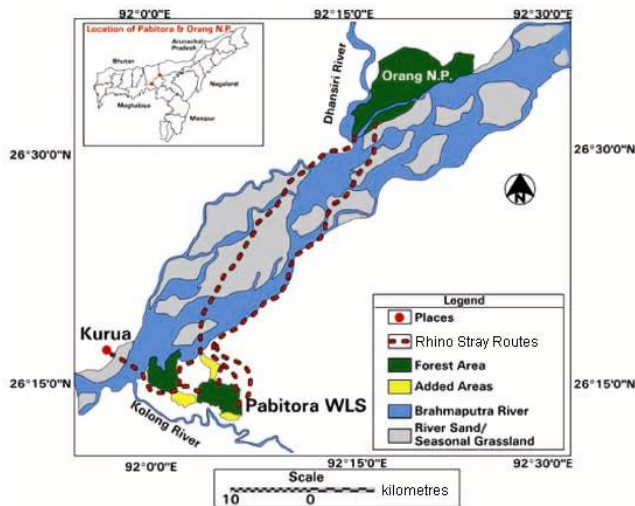 92°0'0"E
92°15'0"E
92°30'0"E
Location of Pabitora & Orang N.P.
Arunachal
Pradesh
Bhutan
Nagaland
Meghalaya
Manipur
Dhansiri River
Orang N.P.
26°30'0"N
26°30'0"N
N
Kurua
26°15'0"N
26°15'0"N
Pabitora WLS
Kolong River
Legend
Places
Rhino Stray Routes
Forest Area
Added Areas
Brahmaputra River
River Sand/
Seasonal Grassland
92°0'0"E
92°15'0"E
92°30'0"E
Scale
kilometres
10 0